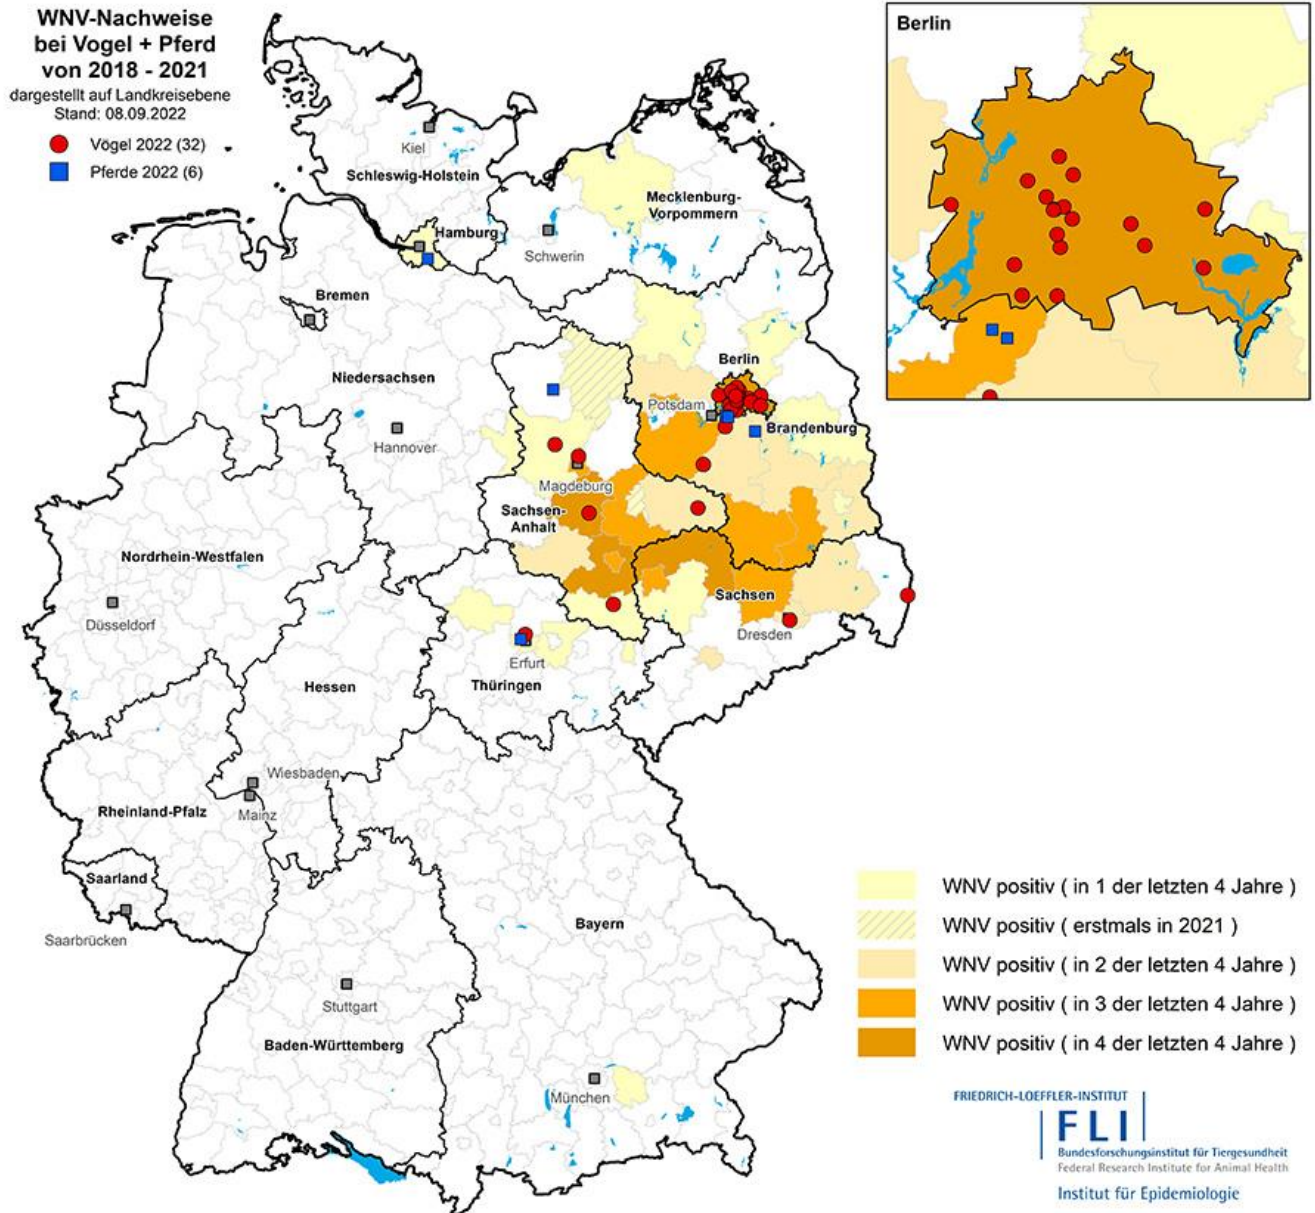 WNV-Nachweise
bei Vogel + Pferd
von 2018 - 2021
dargestellt auf Landkreisebene
Stand: 08.09.2022
Vögel 2022 (32)
Pferde 2022 (6)
Berlin
Kiel
Schleswig-Holstein
Mecklenburg-
Vorpommern
Hamburg
Schwerin
Bremen
Berlin
Niedersachsen
Potsdam
Brandenburg
Hannover
Magdeburg
Sachsen-
Anhalt
Nordrhein-Westfalen
Sachsen
Düsseldorf
Dresden
Erfurt
Thüringen
Hessen
Wiesbaden
Rheinland-Pfalz
Mainz
Saarland
Saarbrücken
Bayern
Stuttgart
Baden-Württemberg
München
WNV positiv ( in 1 der letzten 4 Jahre )
WNV positiv ( erstmals in 2021 )
WNV positiv ( in 2 der letzten 4 Jahre )
WNV positiv ( in 3 der letzten 4 Jahre )
WNV positiv ( in 4 der letzten 4 Jahre )
FRIEDRICH-LOEFFLER-INSTITUT
FLI
Bundesforschungsinstitut für Tiergesundheit
Federal Research Institute for Animal Health
Institut für Epidemiologie